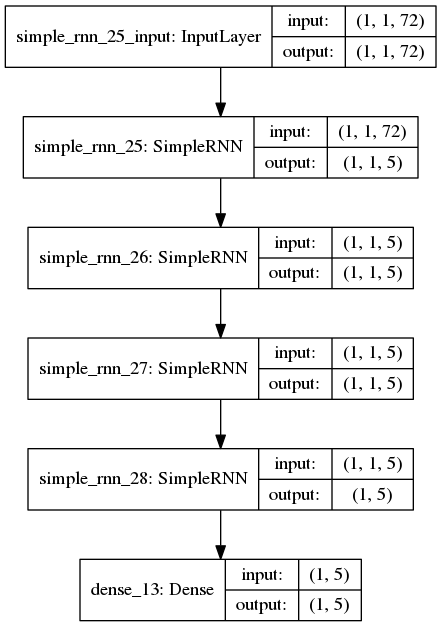 simple_rnn_25_input: InputLayer
input: (1, 1, 72)
output: (1, 1, 72)
simple_rnn_25: SimpleRNN
input: (1, 1, 72)
output: (1, 1, 5)
simple_rnn_26: SimpleRNN
input: (1, 1, 5)
output: (1, 1, 5)
simple_rnn_27: SimpleRNN
input: (1, 1, 5)
output: (1, 1, 5)
simple_rnn_28: SimpleRNN
input: (1, 1, 5)
output: (1, 5)
dense_13: Dense
input: (1, 5)
output: (1, 5)